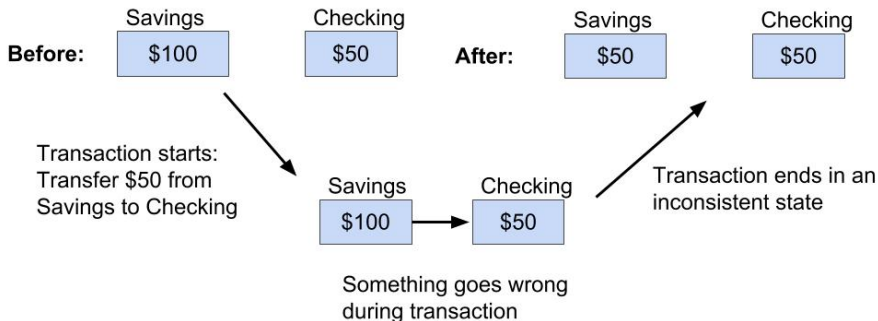 Savings Checking Savings Checking
Before: $100 $50 After: $50 $50
Transaction starts:
Transfer $50 from
Savings to Checking
Savings Checking
$100 $50
Something goes wrong
during transaction
Transaction ends in an
inconsistent state